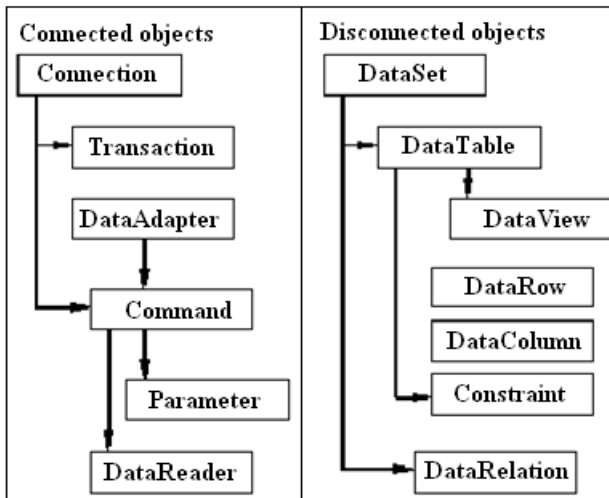 Connected objects
Connection
Transaction
DataAdapter
Command
Parameter
DataReader
Disconnected objects
DataSet
DataTable
DataView
DataRow
DataColumn
Constraint
DataRelation